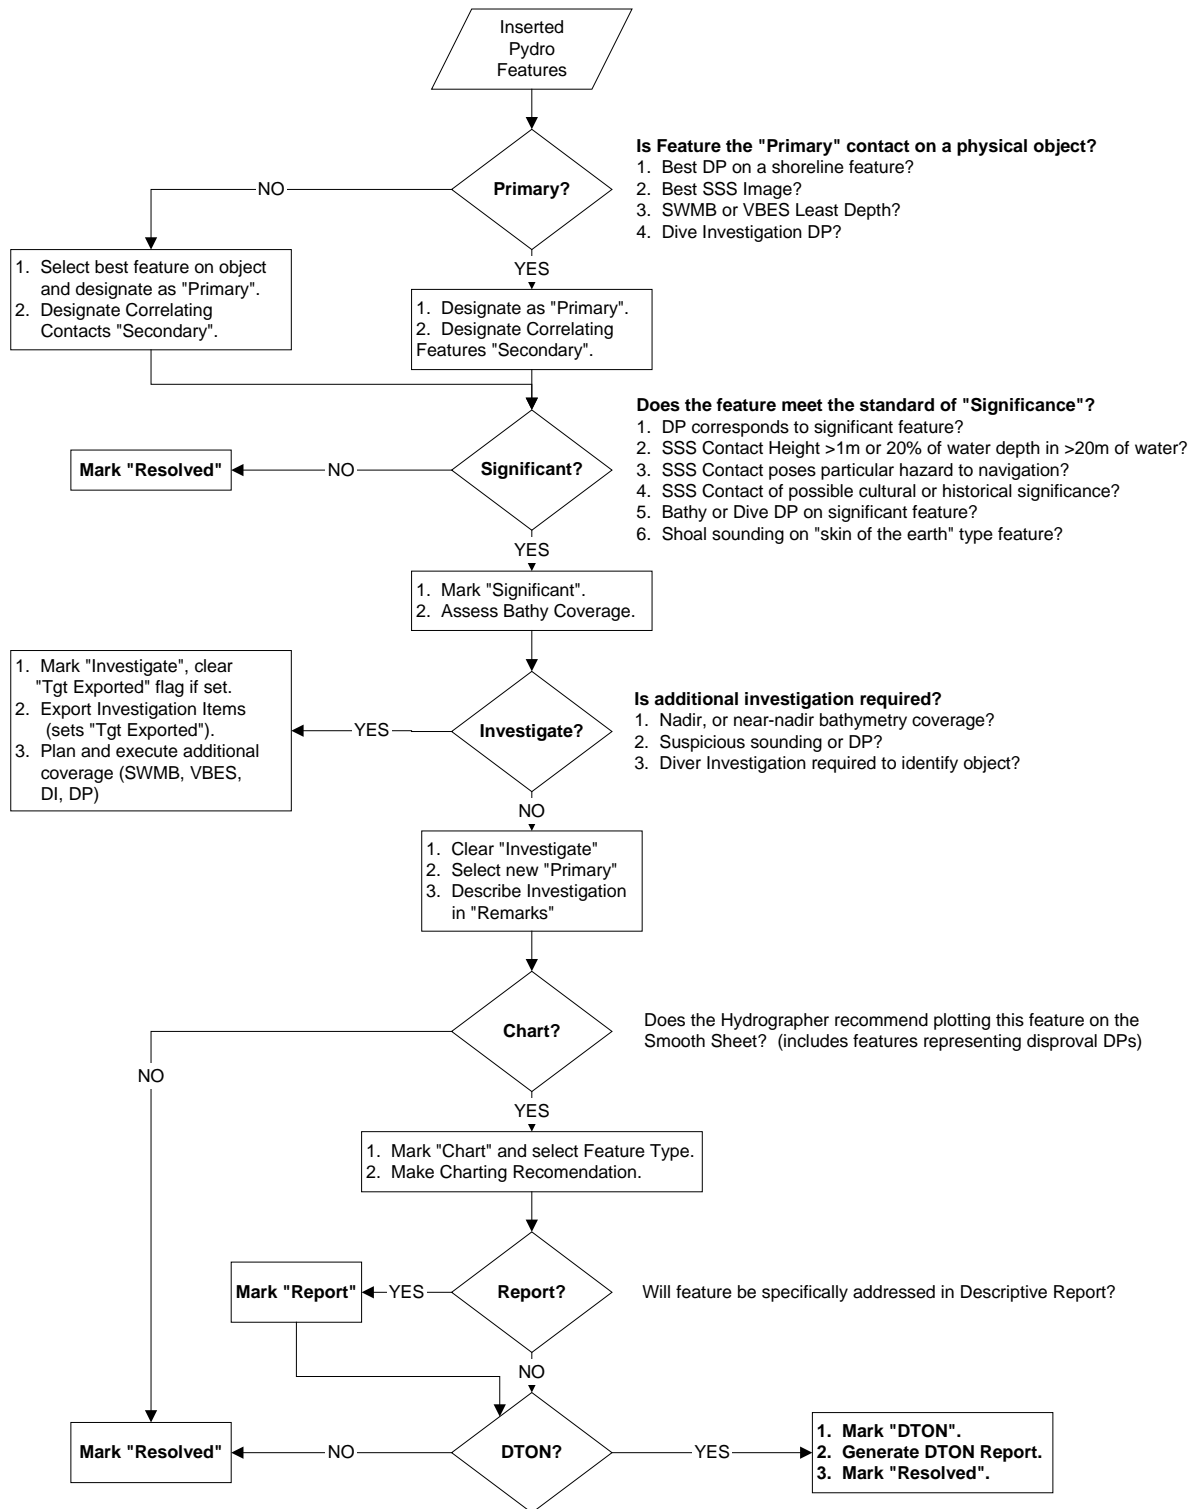 Inserted
Pydro
Features
Primary?
Is Feature the "Primary" contact on a physical object?
1. Best DP on a shoreline feature?
2. Best SSS Image?
3. SWMB or VBES Least Depth?
4. Dive Investigation DP?
NO
YES
1. Select best feature on object
and designate as "Primary".
2. Designate Correlating
Contacts "Secondary".
1. Designate as "Primary".
2. Designate Correlating
Features "Secondary".
Significant?
Does the feature meet the standard of "Significance"?
1. DP corresponds to significant feature?
2. SSS Contact Height >1m or 20% of water depth in >20m of water?
3. SSS Contact poses particular hazard to navigation?
4. SSS Contact of possible cultural or historical significance?
5. Bathy or Dive DP on significant feature?
6. Shoal sounding on "skin of the earth" type feature?
NO
Mark "Resolved"
YES
1. Mark "Significant".
2. Assess Bathy Coverage.
Investigate?
Is additional investigation required?
1. Nadir, or near-nadir bathymetry coverage?
2. Suspicious sounding or DP?
3. Diver Investigation required to identify object?
YES
1. Mark "Investigate", clear
"Tgt Exported" flag if set.
2. Export Investigation Items
(sets "Tgt Exported").
3. Plan and execute additional
coverage (SWMB, VBES,
DI, DP)
NO
1. Clear "Investigate"
2. Select new "Primary"
3. Describe Investigation
in "Remarks"
Chart?
Does the Hydrographer recommend plotting this feature on the
Smooth Sheet? (includes features representing disproval DPs)
NO
YES
1. Mark "Chart" and select Feature Type.
2. Make Charting Recomendation.
Report?
Will feature be specifically addressed in Descriptive Report?
YES
Mark "Report"
NO
DTON?
NO
Mark "Resolved"
YES
1. Mark "DTON".
2. Generate DTON Report.
3. Mark "Resolved".